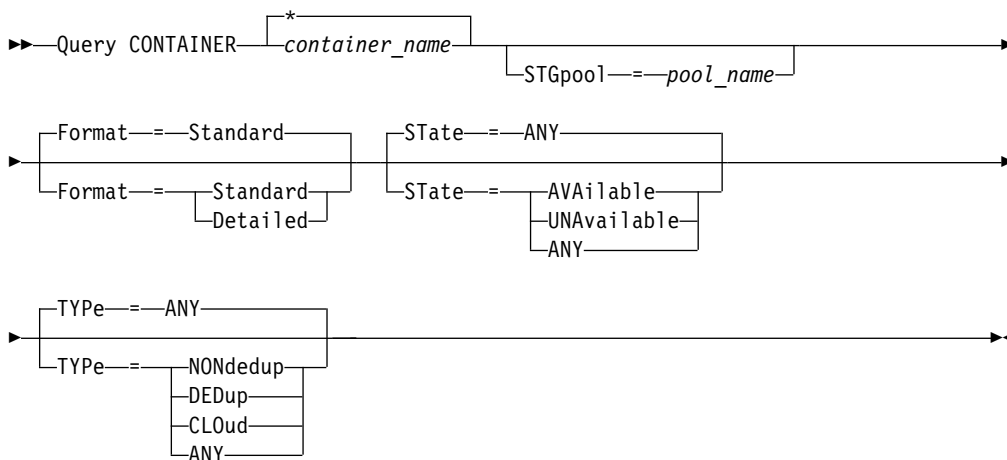 *
Query CONTAINER container_name
STGpool = pool_name
Format = Standard STate = ANY
Format = Standard STate = AVAilable
Detailed UNAvailable
ANY
TYPe = ANY
TYPe = NONdedup
DEDup
CLOud
ANY